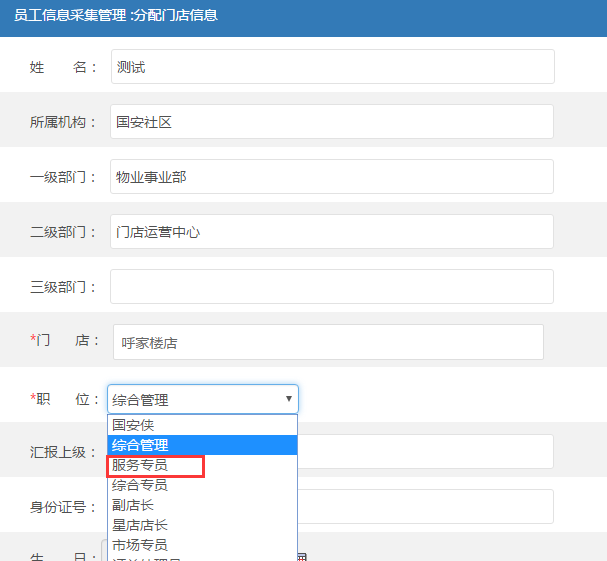 员工信息采集管理 :分配门店信息
姓 名： 测试
所属机构： 国安社区
一级部门： 物业事业部
二级部门： 门店运营中心
三级部门：
*门 店： 呼家楼店
*职 位： 综合管理
国安侠
综合管理
汇报上级：
服务专员
综合专员
身份证号：
副店长
星店店长
市场专员
生 日：